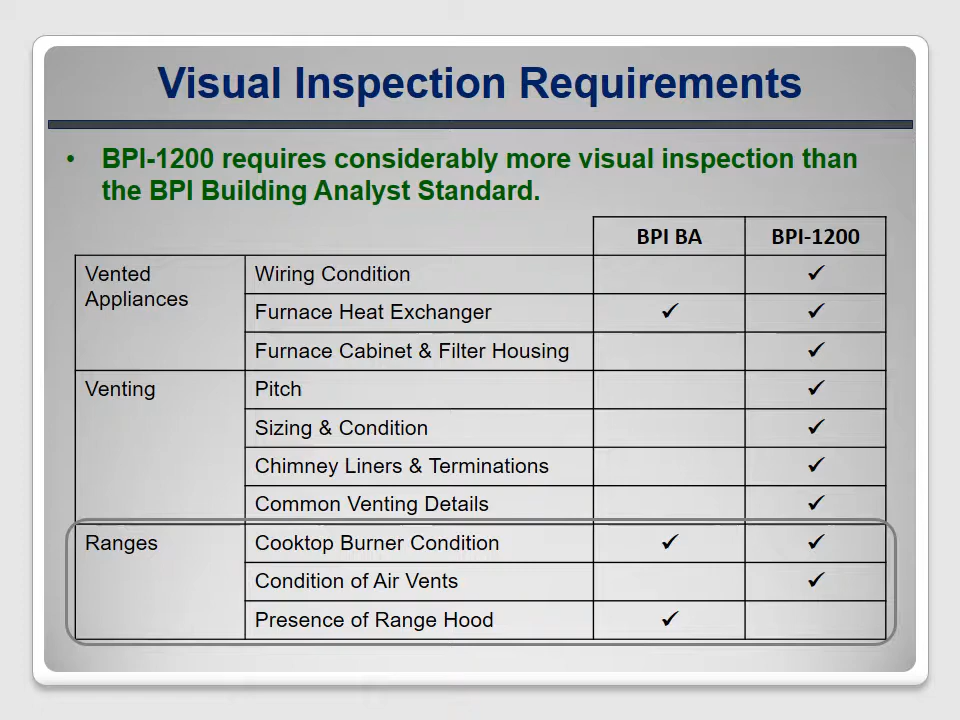 Visual Inspection Requirements
• BPI-1200 requires considerably more visual inspection than
the BPI Building Analyst Standard.
BPI BA BPI-1200
Vented Appliances Wiring Condition ✓
Furnace Heat Exchanger ✓ ✓
Furnace Cabinet & Filter Housing ✓
Venting Pitch ✓
Sizing & Condition ✓
Chimney Liners & Terminations ✓
Common Venting Details ✓
Ranges Cooktop Burner Condition ✓ ✓
Condition of Air Vents ✓
Presence of Range Hood ✓